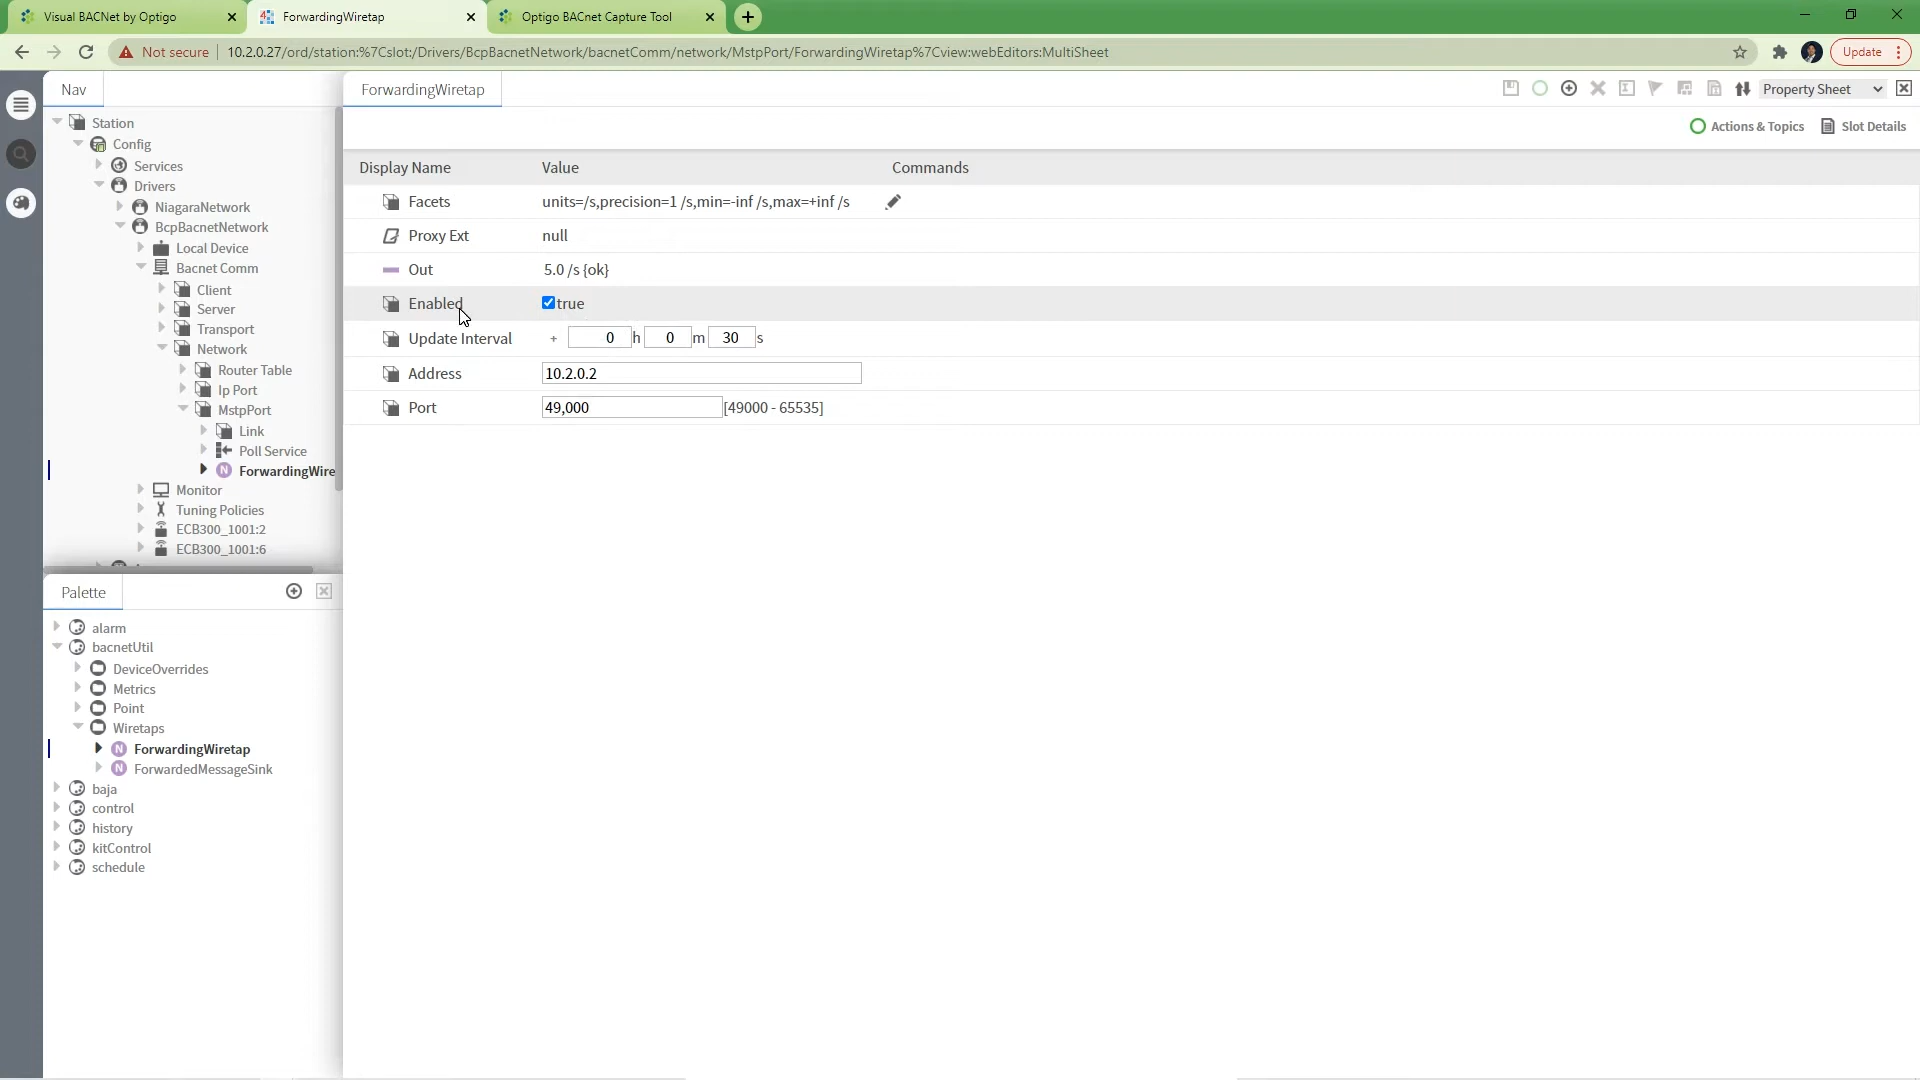 Visual BACNet by Optigo
ForwardingWiretap
Optigo BACnet Capture Tool
Not secure
10.2.0.27/ord/station:%7Cslot:/Drivers/BcpBacnetNetwork/bacnetComm/network/MstpPort/ForwardingWiretap%7Cview:webEditors:MultiSheet
Update
Nav
ForwardingWiretap
Property Sheet
Actions & Topics
Slot Details
Station
Config
Services
Drivers
NiagaraNetwork
BcpBacnetNetwork
Local Device
Bacnet Comm
Client
Server
Transport
Network
Router Table
Ip Port
MstpPort
Link
Poll Service
N ForwardingWire
Monitor
Tuning Policies
ECB300_1001:2
ECB300_1001:6
Display Name Value Commands
Facets units=/s,precision=1 /s,min=-inf /s,max=+inf /s
Proxy Ext null
Out 5.0 /s {ok}
Enabled true
Update Interval + 0 h 0 m 30 s
Address 10.2.0.2
Port 49,000 [49000 - 65535]
Palette
alarm
bacnetUtil
DeviceOverrides
Metrics
Point
Wiretaps
N ForwardingWiretap
N ForwardedMessageSink
baja
control
history
kitControl
schedule